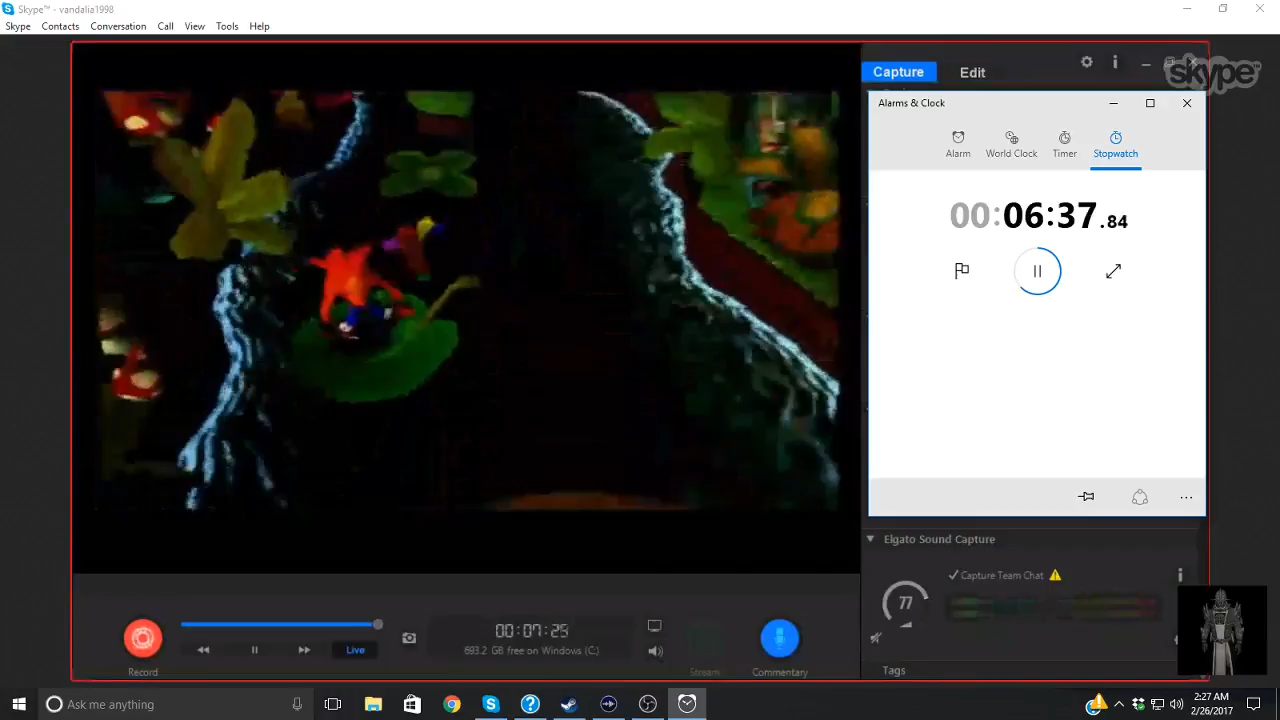 Skype™ - vandalia1998
Skype Contacts Conversation Call View Tools Help
Capture Edit
skype
Alarms & Clock
Alarm World Clock Timer Stopwatch
00:06:37.84
Elgato Sound Capture
Capture Team Chat
77
00:07:25
693.2 GB free on Windows (C:)
Live
Record
Stream
Commentary
Tags
Ask me anything
2:27 AM
2/26/2017